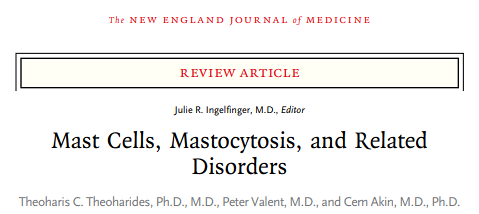 The NEW ENGLAND JOURNAL of MEDICINE
REVIEW ARTICLE
Julie R. Ingelfinger, M.D., Editor
Mast Cells, Mastocytosis, and Related
Disorders
Theoharis C. Theoharides, Ph.D., M.D., Peter Valent, M.D., and Cem Akin, M.D., Ph.D.